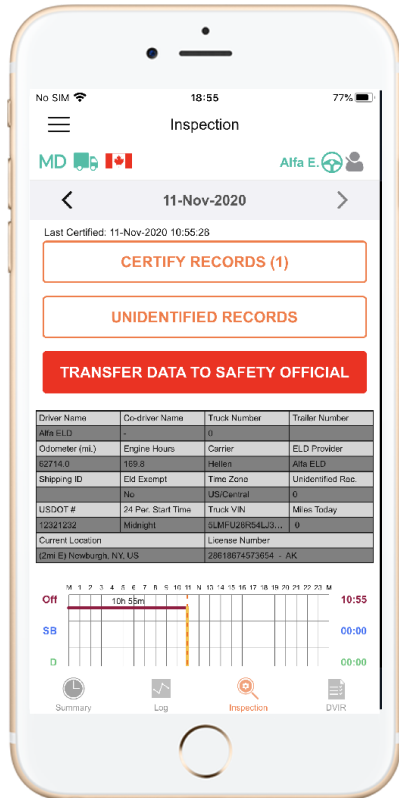 No SIM 18:55 77%
Inspection
MD Alfa E.
11-Nov-2020
Last Certified: 11-Nov-2020 10:55:28
CERTIFY RECORDS (1)
UNIDENTIFIED RECORDS
TRANSFER DATA TO SAFETY OFFICIAL
Driver Name Co-driver Name Truck Number Trailer Number
Alfa ELD - 0
Odometer (mi.) Engine Hours Carrier ELD Provider
62714.0 169.8 Hellen Alfa ELD
Shipping ID Eld Exempt Time Zone Unidentified Rec.
No US/Central 0
USDOT # 24 Per. Start Time Truck VIN Miles Today
12321232 Midnight 5LMFU28R54LJ3... 0
Current Location License Number
(2mi E) Newburgh, NY, US 28618674573654 - AK
M 1 2 3 4 5 6 7 8 9 10 11 N 13 14 15 16 17 18 19 20 21 22 23 M
Off 10h 55m 10:55
SB 00:00
D 00:00
Summary Log Inspection DVIR